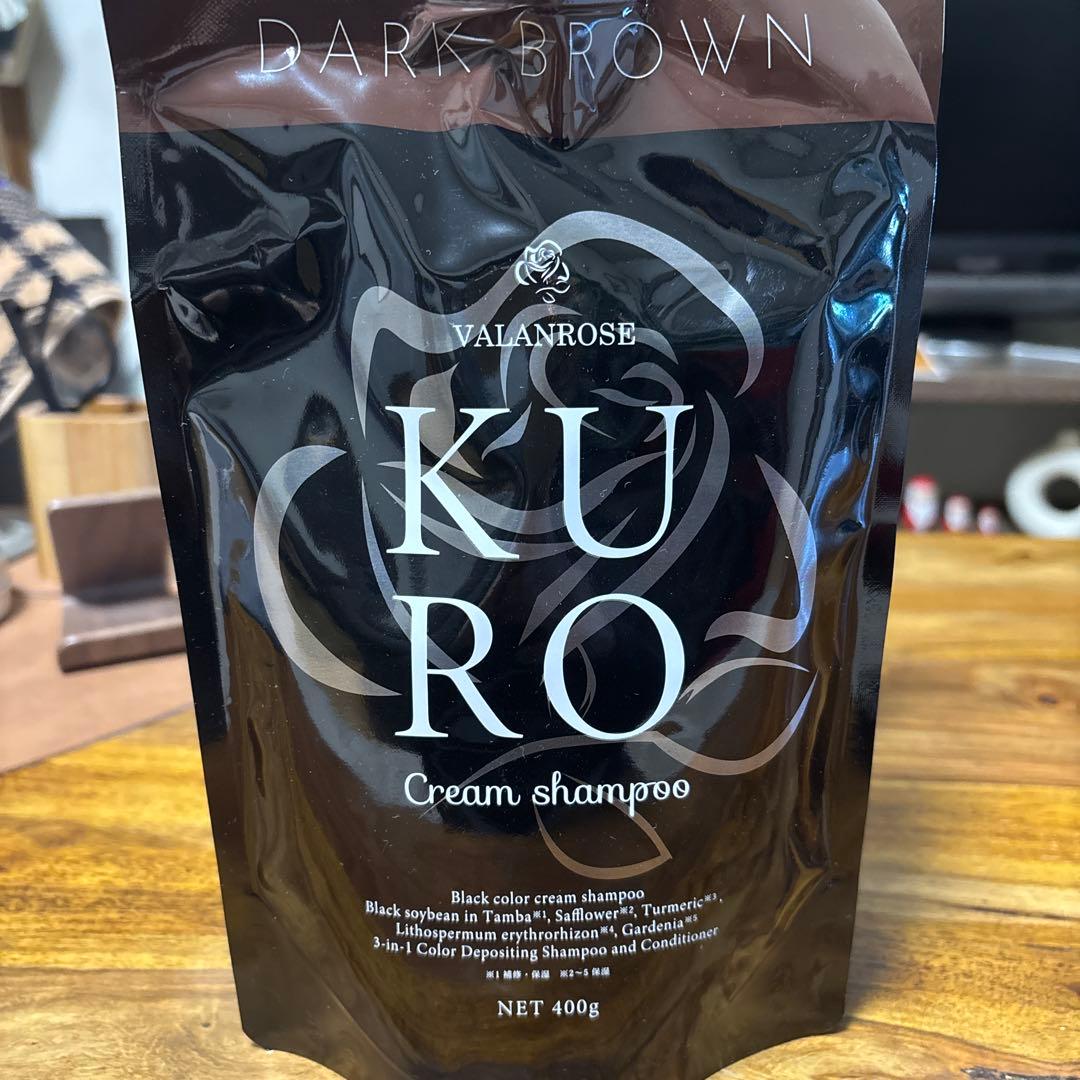 DARK BROWN
VALANROSE
KU
RO
Cream shampoo
Black color cream shampoo
Black soybean in Tamba※1, Safflower※2, Turmeric※3,
Lithospermum erythrorhizon※4, Gardenia※5
3-in-1 Color Depositing Shampoo and Conditioner
※1 補修・保湿 ※2~5 保湿
NET 400g